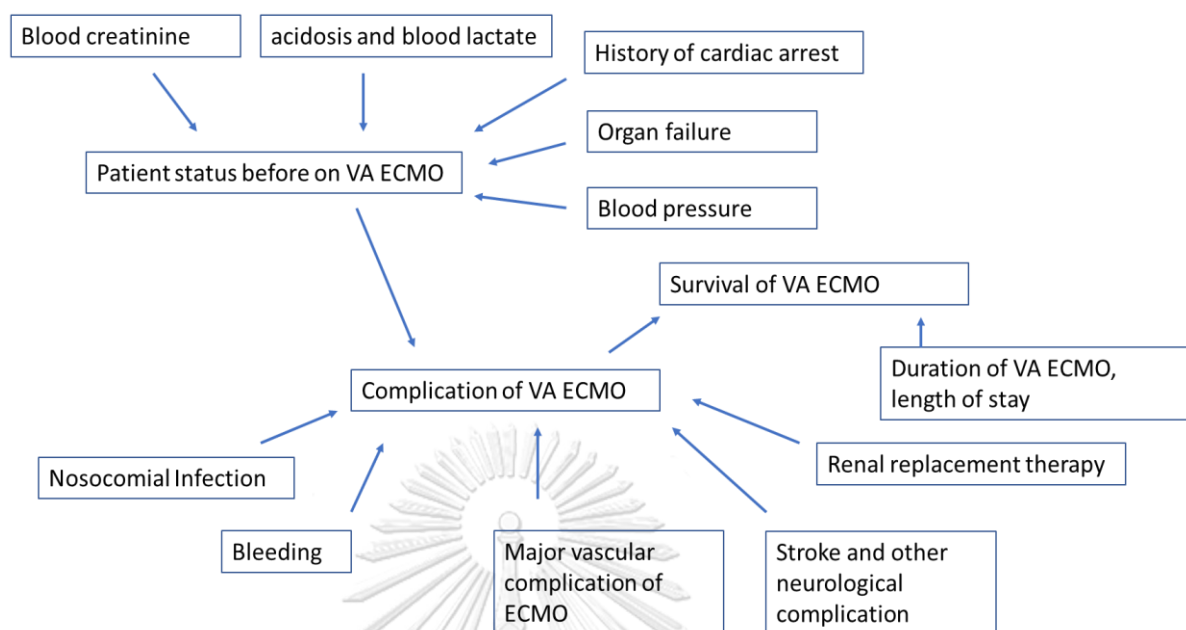 Blood creatinine
acidosis and blood lactate
History of cardiac arrest
Organ failure
Patient status before on VA ECMO
Blood pressure
Survival of VA ECMO
Duration of VA ECMO,
length of stay
Complication of VA ECMO
Renal replacement therapy
Nosocomial Infection
Bleeding
Major vascular
complication of
ECMO
Stroke and other
neurological
complication